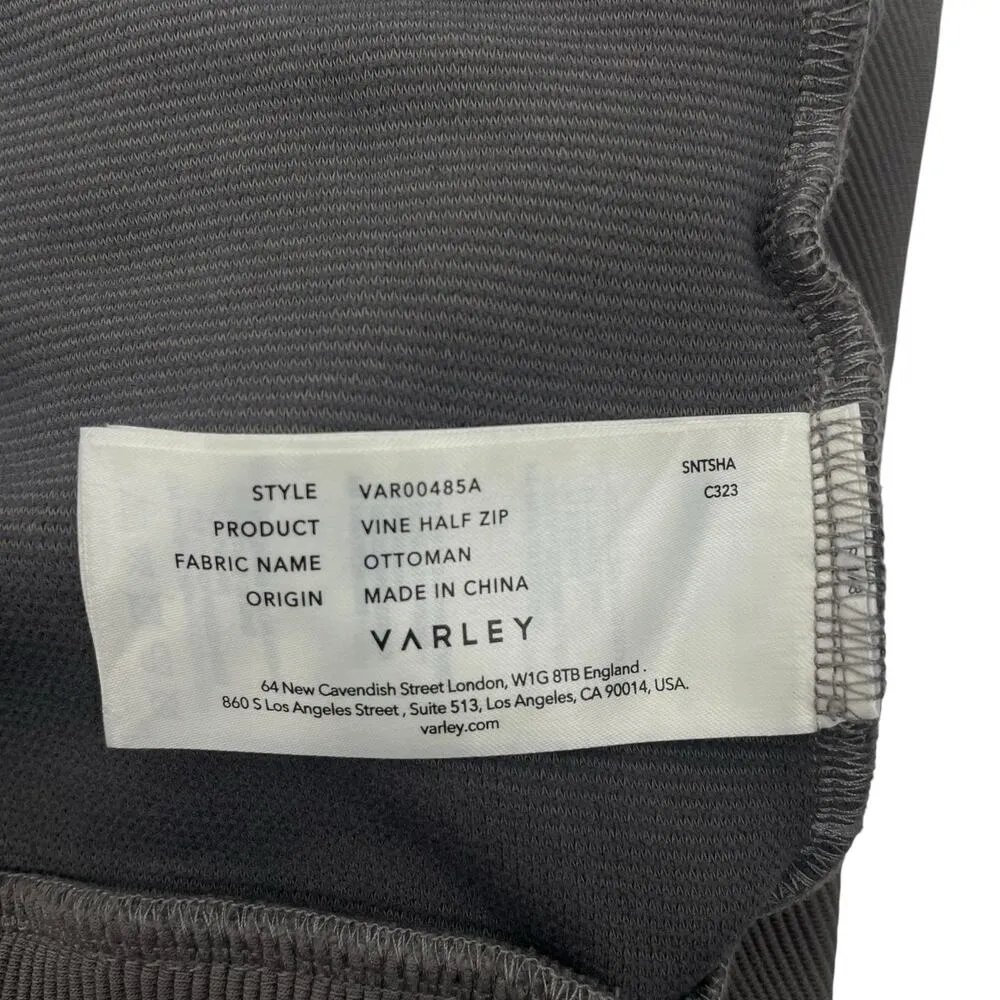 SNTSHA
C323
STYLE VAR00485A
PRODUCT VINE HALF ZIP
FABRIC NAME OTTOMAN
ORIGIN MADE IN CHINA
VARLEY
64 New Cavendish Street London, W1G 8TB England .
860 S Los Angeles Street , Suite 513, Los Angeles, CA 90014, USA.
varley.com